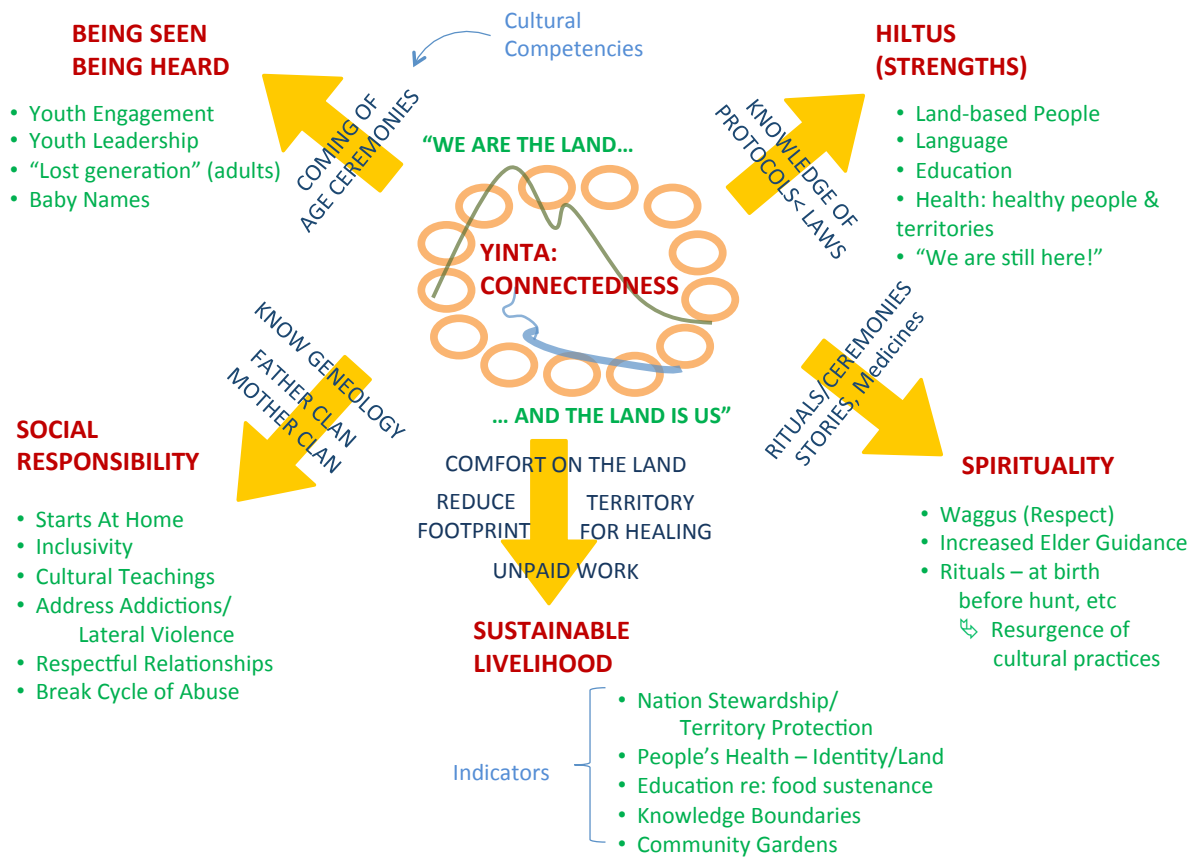 Cultural
Competencies
BEING SEEN
BEING HEARD
• Youth Engagement
• Youth Leadership
• “Lost generation” (adults)
• Baby Names
COMING OF
AGE CEREMONIES
HILTUS
(STRENGTHS)
• Land-based People
• Language
• Education
• Health: healthy people &
territories
• “We are still here!”
KNOWLEDGE OF
PROTOCOLS< LAWS
“WE ARE THE LAND…
YINTA:
CONNECTEDNESS
… AND THE LAND IS US”
KNOW GENEOLOGY
FATHER CLAN
MOTHER CLAN
SOCIAL
RESPONSIBILITY
• Starts At Home
• Inclusivity
• Cultural Teachings
• Address Addictions/
Lateral Violence
• Respectful Relationships
• Break Cycle of Abuse
COMFORT ON THE LAND
REDUCE
FOOTPRINT
TERRITORY
FOR HEALING
UNPAID WORK
SUSTAINABLE
LIVELIHOOD
Indicators
• Nation Stewardship/
Territory Protection
• People’s Health – Identity/Land
• Education re: food sustenance
• Knowledge Boundaries
• Community Gardens
RITUALS/CEREMONIES
STORIES, Medicines
SPIRITUALITY
• Waggus (Respect)
• Increased Elder Guidance
• Rituals – at birth
before hunt, etc
Resurgence of
cultural practices